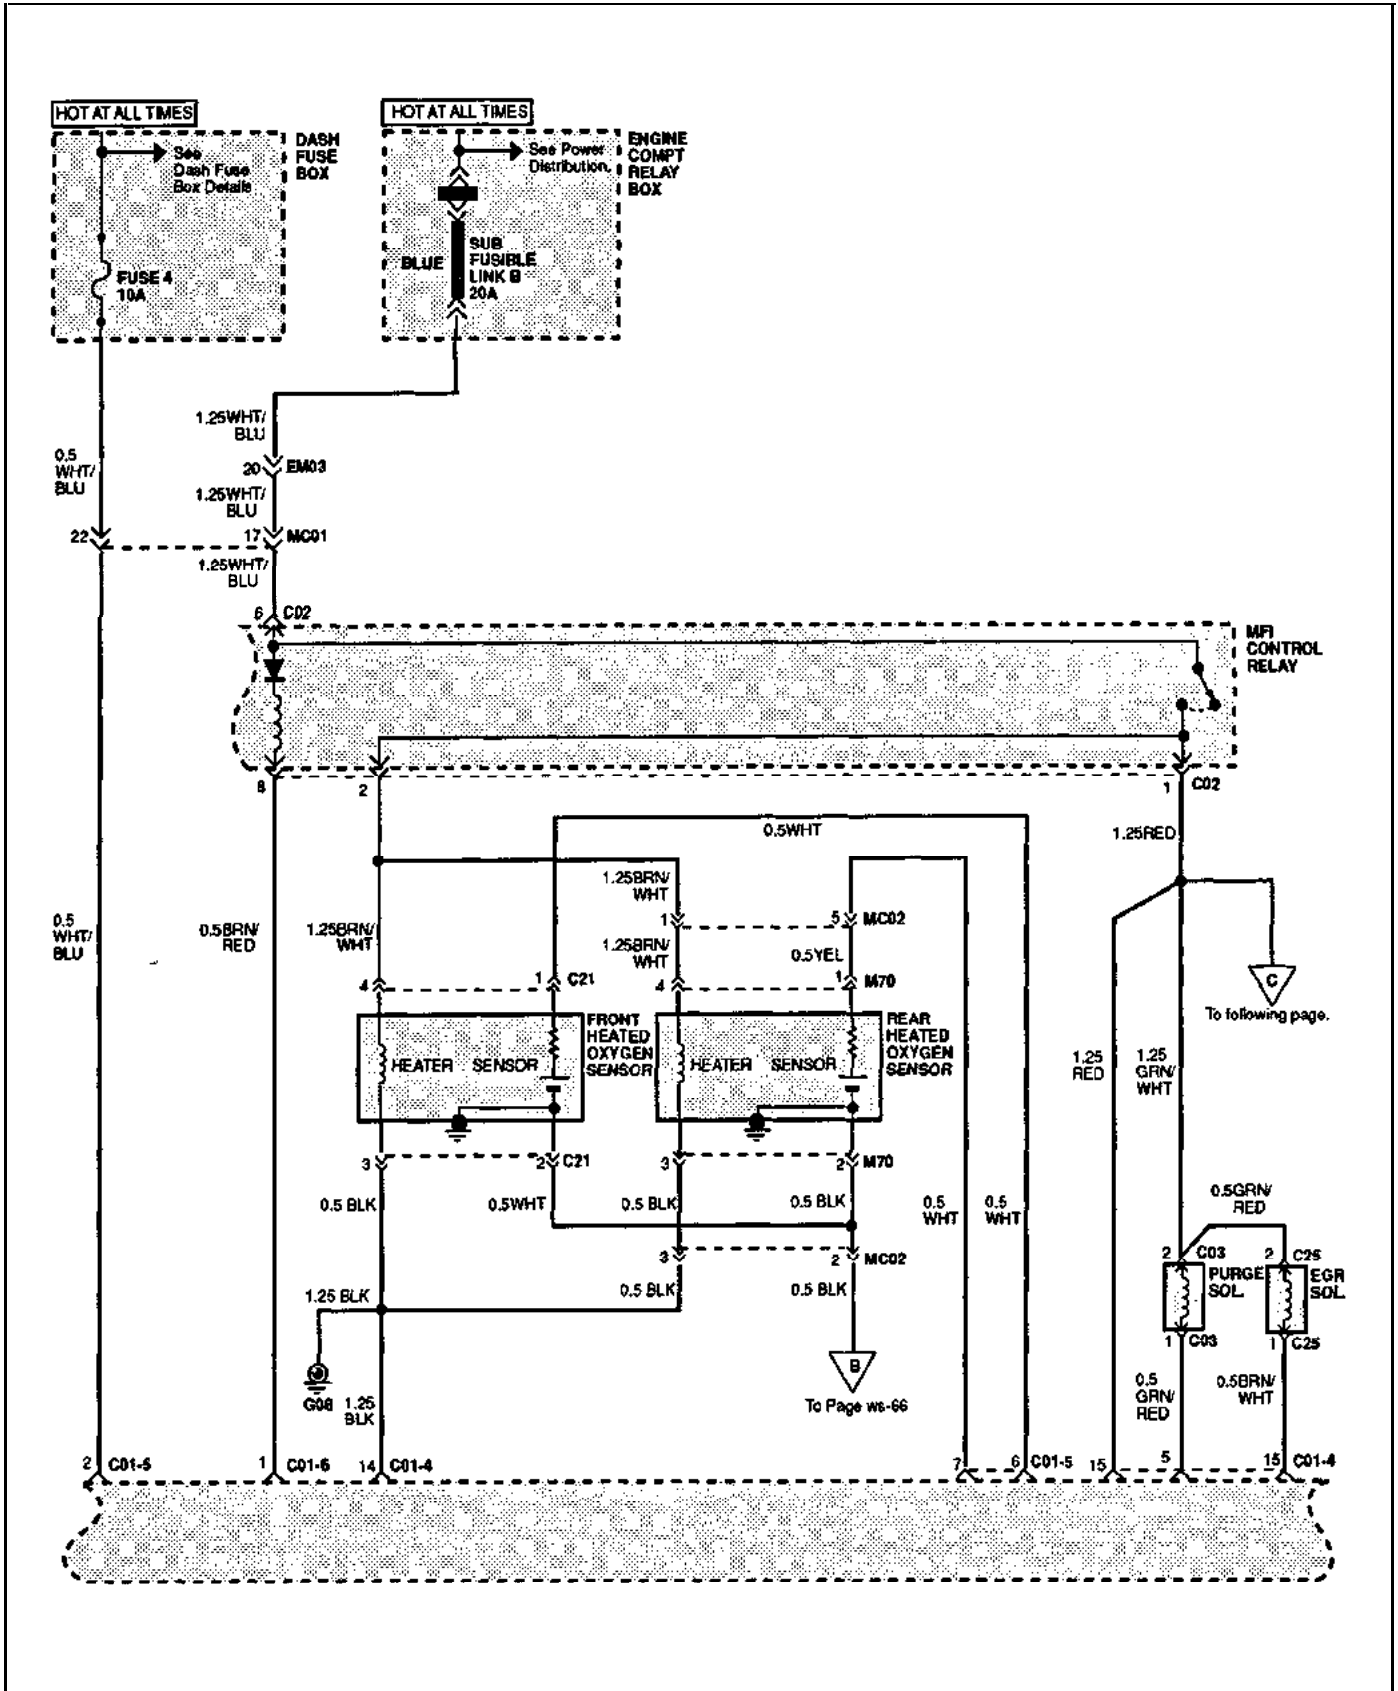 HOT AT ALL TIMES
HOT AT ALL TIMES
See
Dash Fuse
Box Details
DASH
FUSE
BOX
FUSE 4
10A
See Power
Distribution.
ENGINE
COMPT
RELAY
BOX
BLUE
SUB
FUSIBLE
LINK B
20A
1.25WHT/
BLU
0.5
WHT/
BLU
20
EM03
1.25WHT/
BLU
22
17
MC01
1.25WHT/
BLU
6
C02
MFI
CONTROL
RELAY
8
2
1
C02
0.5WHT
1.25RED
1.25BRN/
WHT
0.5
WHT/
BLU
0.5BRN/
RED
1.25BRN/
WHT
1
5
MC02
1.25BRN/
WHT
0.5YEL
4
1
C21
4
1
M70
C
To following page.
FRONT
HEATED
OXYGEN
SENSOR
HEATER
SENSOR
REAR
HEATED
OXYGEN
SENSOR
HEATER
SENSOR
1.25
RED
1.25
GRN/
WHT
3
2
C21
3
2
M70
0.5 BLK
0.5WHT
0.5 BLK
0.5 BLK
0.5
WHT
0.5
WHT
0.5GRN/
RED
3
2
MC02
2
C03
2
C25
PURGE
SOL.
EGR
SOL.
1.25 BLK
0.5 BLK
0.5 BLK
1
C03
1
C25
B
To Page ws-66
G08
1.25
BLK
0.5
GRN/
RED
0.5BRN/
WHT
2
C01-5
1
C01-6
14
C01-4
7
6
C01-5
15
5
15
C01-4